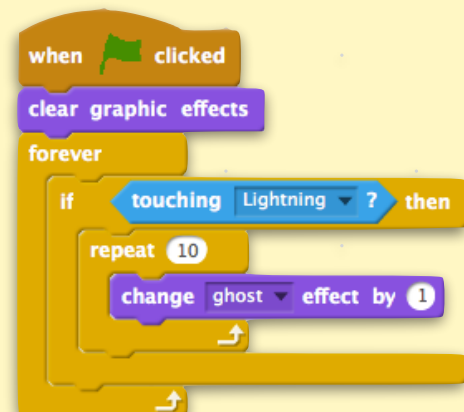 when clicked
clear graphic effects
forever
if touching Lightning ? then
repeat 10
change ghost effect by 1